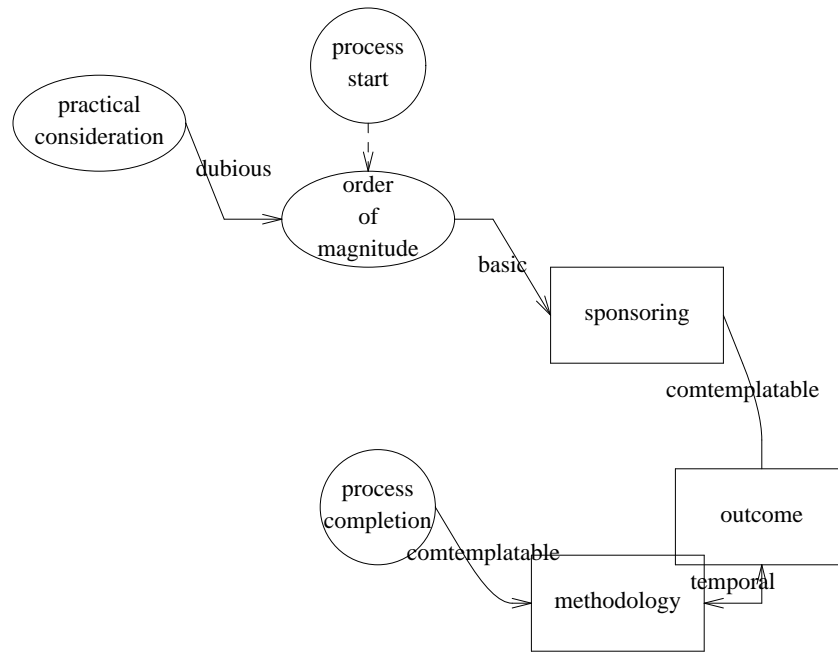 process
start
practical
consideration
dubious
order
of
magnitude
basic
sponsoring
comtemplatable
process
completion
comtemplatable
outcome
temporal
methodology